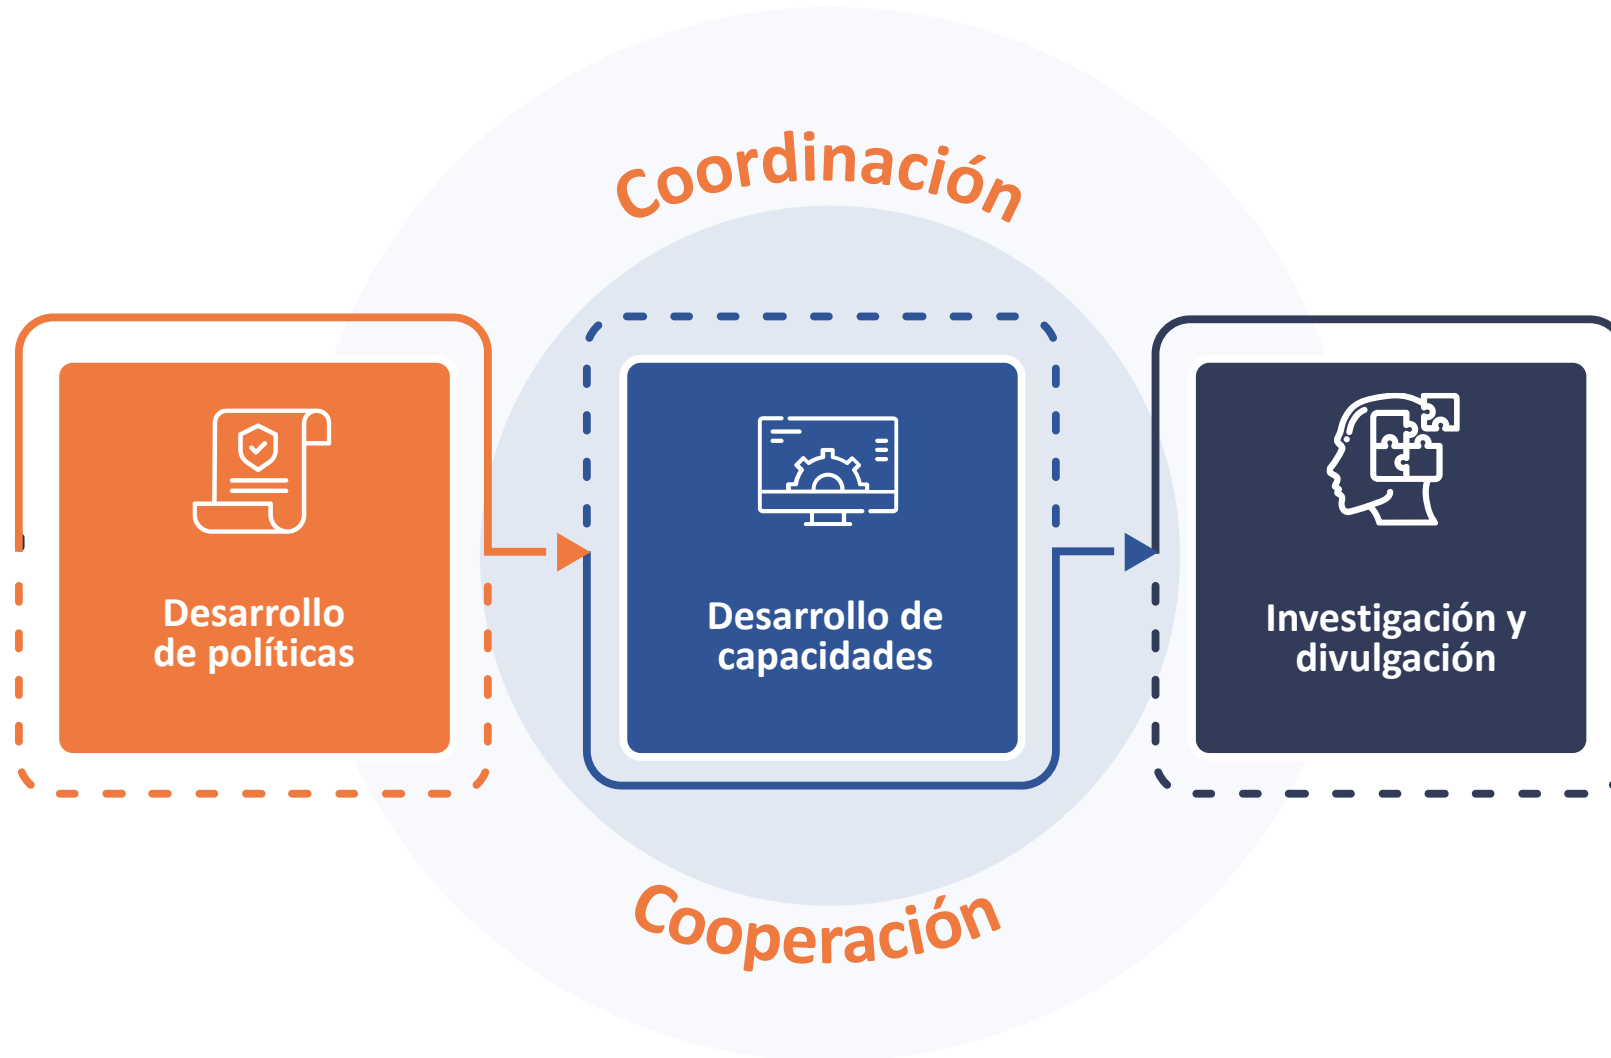 Coordinación
Desarrollo
de políticas
Desarrollo de
capacidades
Investigación y
divulgación
Cooperación